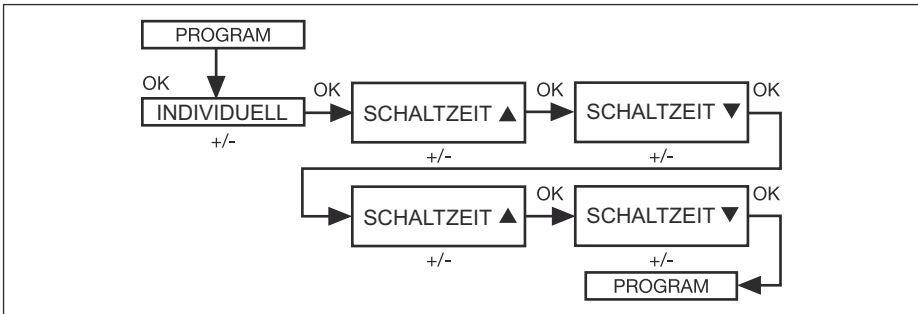 PROGRAM
OK
OK
OK
OK
INDIVIDUELL
SCHALTZEIT ▲
SCHALTZEIT ▼
+/-
+/-
+/-
OK
OK
SCHALTZEIT ▲
SCHALTZEIT ▼
+/-
+/-
PROGRAM